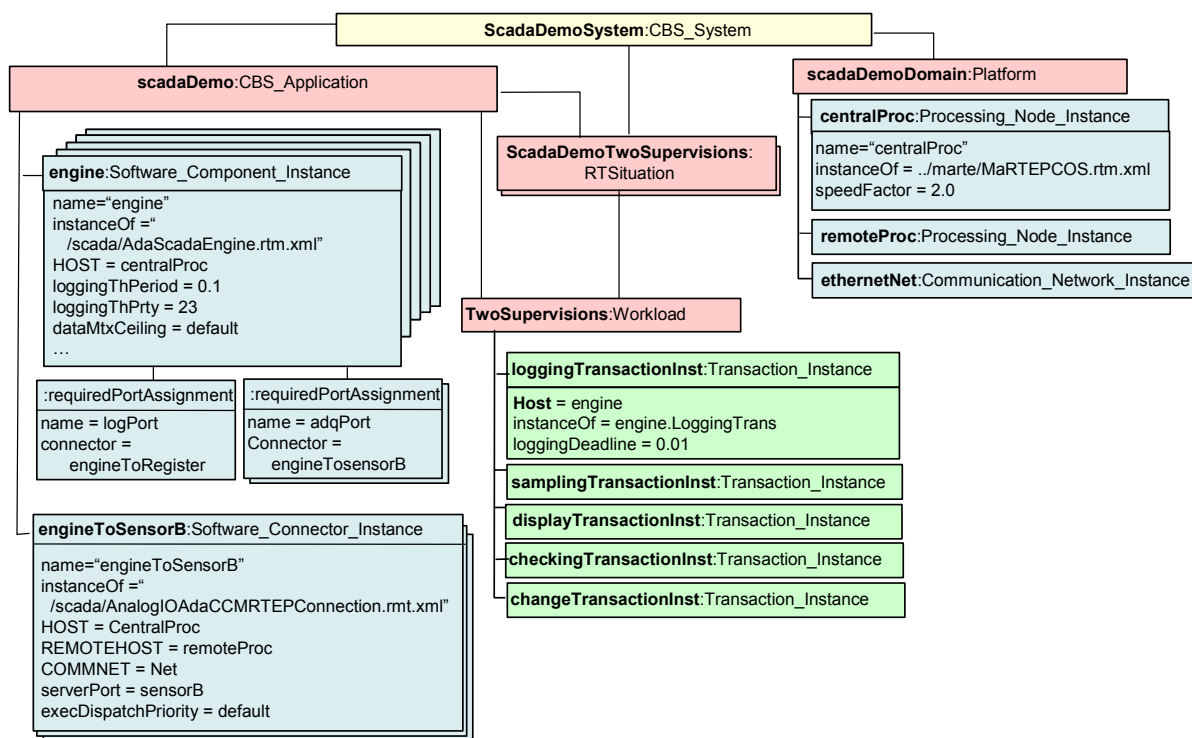 ScadaDemoSystem:CBS_System
scadaDemo:CBS_Application
engine:Software_Component_Instance
name="engine"
instanceOf ="
/scada/AdaScadaEngine.rtm.xml"
HOST = centralProc
loggingThPeriod = 0.1
loggingThPrty = 23
dataMtxCeiling = default
…
:requiredPortAssignment
name = logPort
connector =
engineToRegister
:requiredPortAssignment
name = adqPort
Connector =
engineTosensorB
engineToSensorB:Software_Connector_Instance
name="engineToSensorB"
instanceOf ="
/scada/AnalogIOAdaCCMRTEPConnection.rmt.xml"
HOST = CentralProc
REMOTEHOST = remoteProc
COMMNET = Net
serverPort = sensorB
execDispatchPriority = default
ScadaDemoTwoSupervisions:
RTSituation
TwoSupervisions:Workload
loggingTransactionInst:Transaction_Instance
Host = engine
instanceOf = engine.LoggingTrans
loggingDeadline = 0.01
samplingTransactionInst:Transaction_Instance
displayTransactionInst:Transaction_Instance
checkingTransactionInst:Transaction_Instance
changeTransactionInst:Transaction_Instance
scadaDemoDomain:Platform
centralProc:Processing_Node_Instance
name="centralProc"
instanceOf = ../marte/MaRTEPCOS.rtm.xml
speedFactor = 2.0
remoteProc:Processing_Node_Instance
ethernetNet:Communication_Network_Instance